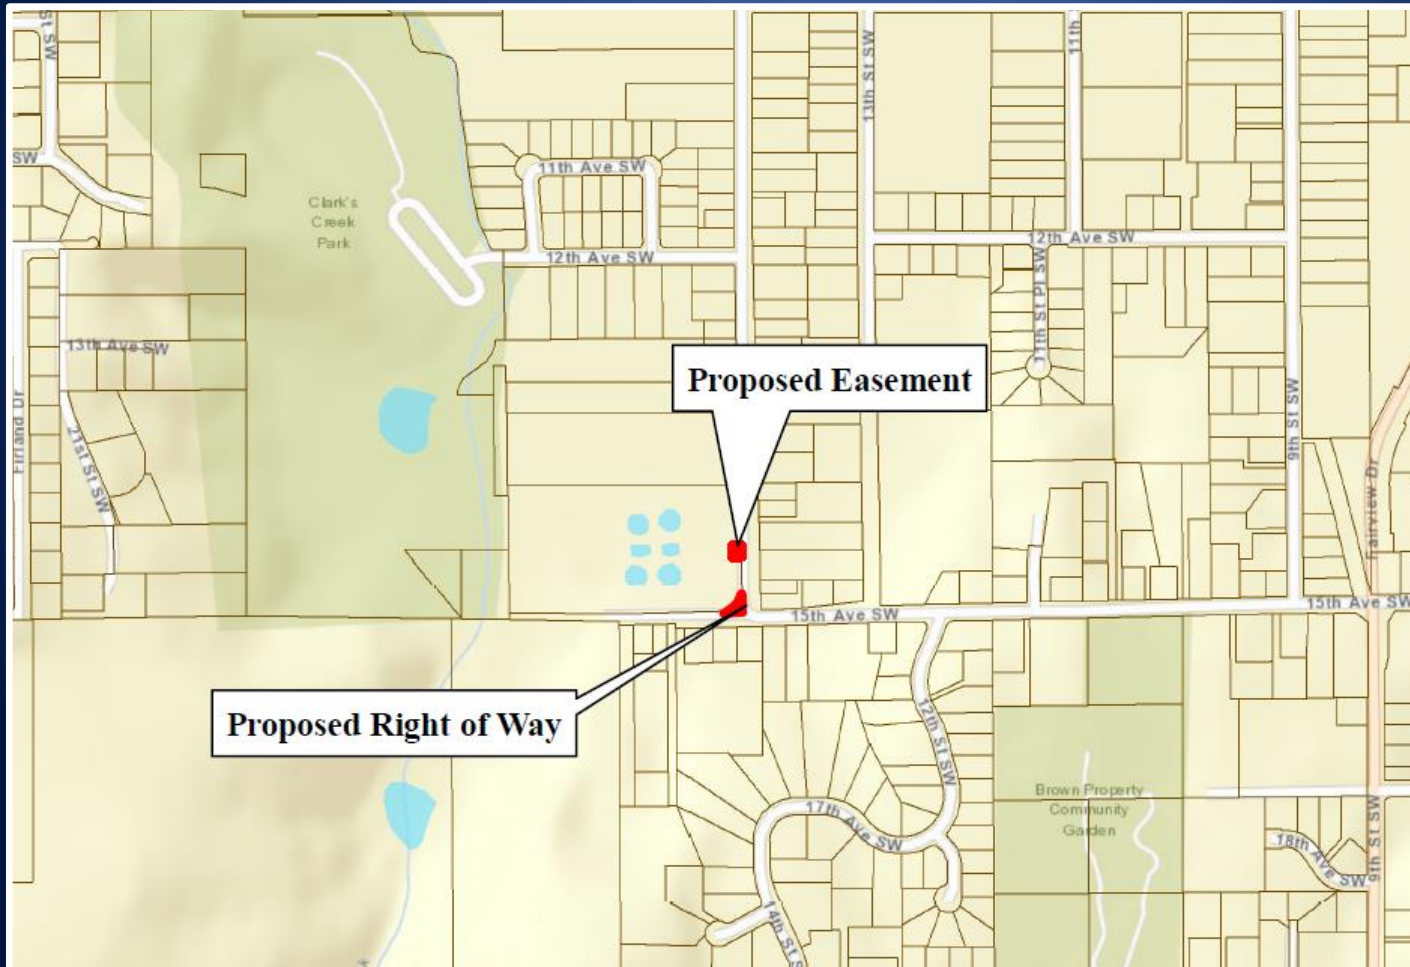 St SW
13th St SW
11th
SW
11th Ave SW
Clark's
Creek
Park
12th Ave SW
12th Ave SW
11th St Pl SW
13th Ave SW
Proposed Easement
Firland Dr
21st St SW
9th St SW
Fairview Dr
15th Ave SW
15th Ave SW
Proposed Right of Way
12th St SW
Brown Property
Community
Garden
17th Ave SW
18th Ave SW
9th St SW
14th St S
k